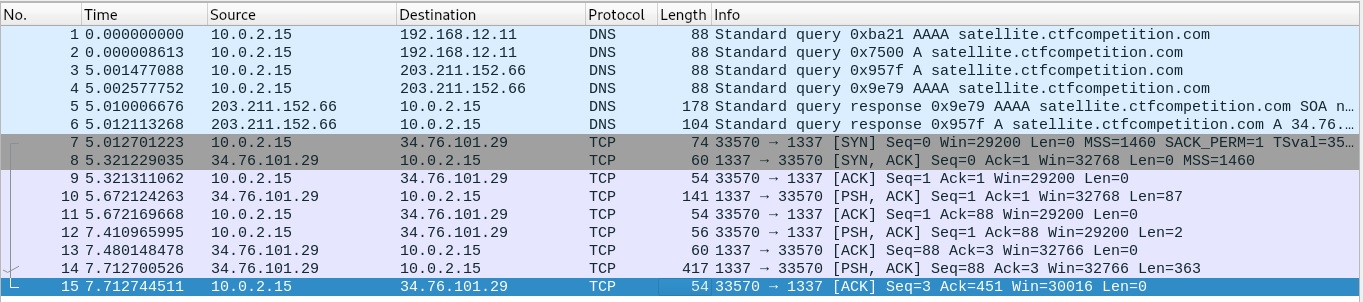 No. Time Source Destination Protocol Length Info
1 0.000000000 10.0.2.15 192.168.12.11 DNS 88 Standard query 0xba21 AAAA satellite.ctfcompetition.com
2 0.000008613 10.0.2.15 192.168.12.11 DNS 88 Standard query 0x7500 A satellite.ctfcompetition.com
3 5.001477088 10.0.2.15 203.211.152.66 DNS 88 Standard query 0x957f A satellite.ctfcompetition.com
4 5.002577752 10.0.2.15 203.211.152.66 DNS 88 Standard query 0x9e79 AAAA satellite.ctfcompetition.com
5 5.010006676 203.211.152.66 10.0.2.15 DNS 178 Standard query response 0x9e79 AAAA satellite.ctfcompetition.com SOA n…
6 5.012113268 203.211.152.66 10.0.2.15 DNS 104 Standard query response 0x957f A satellite.ctfcompetition.com A 34.76.…
7 5.012701223 10.0.2.15 34.76.101.29 TCP 74 33570 → 1337 [SYN] Seq=0 Win=29200 Len=0 MSS=1460 SACK_PERM=1 TSval=35…
8 5.321229035 34.76.101.29 10.0.2.15 TCP 60 1337 → 33570 [SYN, ACK] Seq=0 Ack=1 Win=32768 Len=0 MSS=1460
9 5.321311062 10.0.2.15 34.76.101.29 TCP 54 33570 → 1337 [ACK] Seq=1 Ack=1 Win=29200 Len=0
10 5.672124263 34.76.101.29 10.0.2.15 TCP 141 1337 → 33570 [PSH, ACK] Seq=1 Ack=1 Win=32768 Len=87
11 5.672169668 10.0.2.15 34.76.101.29 TCP 54 33570 → 1337 [ACK] Seq=1 Ack=88 Win=29200 Len=0
12 7.410965995 10.0.2.15 34.76.101.29 TCP 56 33570 → 1337 [PSH, ACK] Seq=1 Ack=88 Win=29200 Len=2
13 7.480148478 34.76.101.29 10.0.2.15 TCP 60 1337 → 33570 [ACK] Seq=88 Ack=3 Win=32766 Len=0
14 7.712700526 34.76.101.29 10.0.2.15 TCP 417 1337 → 33570 [PSH, ACK] Seq=88 Ack=3 Win=32766 Len=363
15 7.712744511 10.0.2.15 34.76.101.29 TCP 54 33570 → 1337 [ACK] Seq=3 Ack=451 Win=30016 Len=0